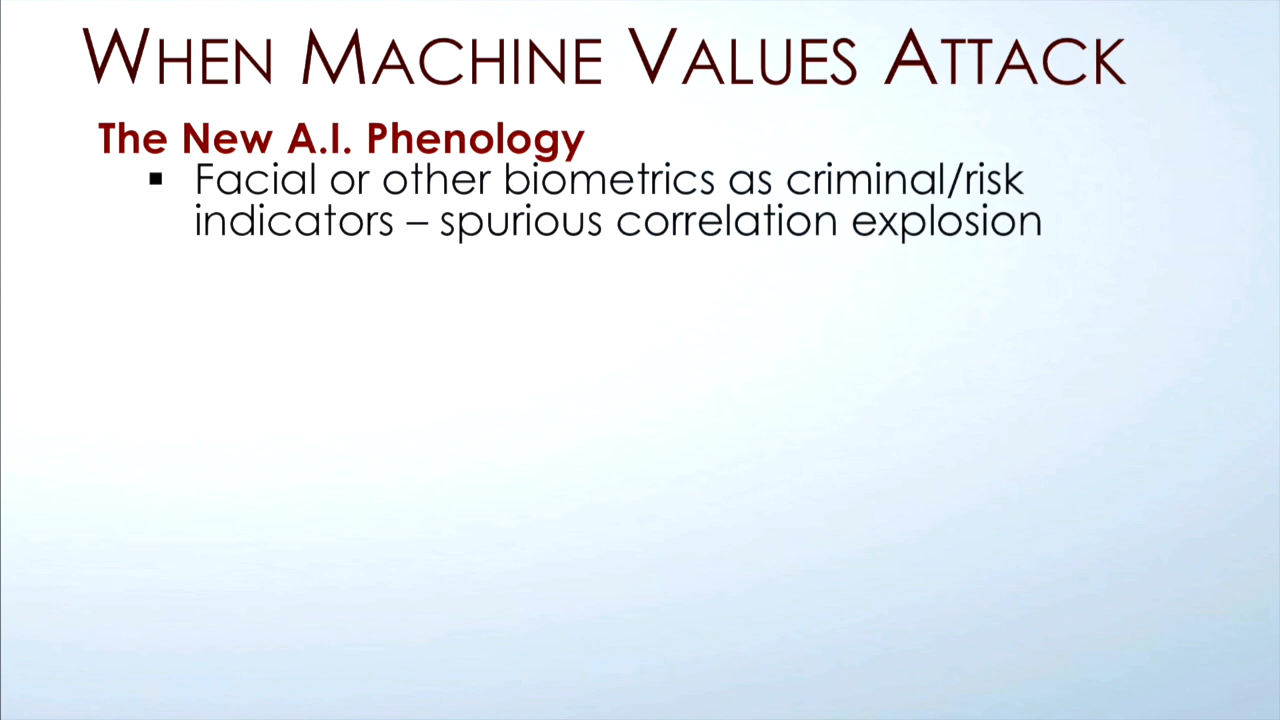 WHEN MACHINE VALUES ATTACK
The New A.I. Phenology
▪ Facial or other biometrics as criminal/risk
indicators – spurious correlation explosion